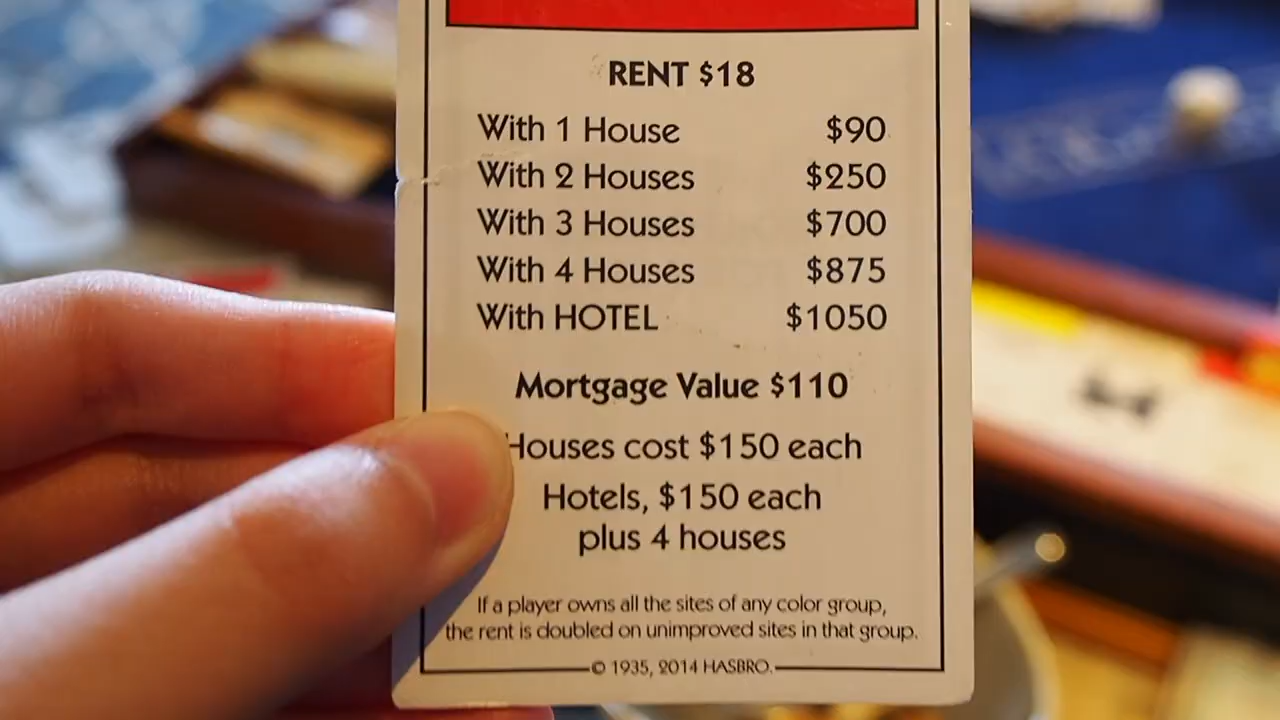 RENT $18
With 1 House $90
With 2 Houses $250
With 3 Houses $700
With 4 Houses $875
With HOTEL $1050
Mortgage Value $110
Houses cost $150 each
Hotels, $150 each
plus 4 houses
If a player owns all the sites of any color group,
the rent is doubled on unimproved sites in that group.
© 1935, 2014 HASBRO.